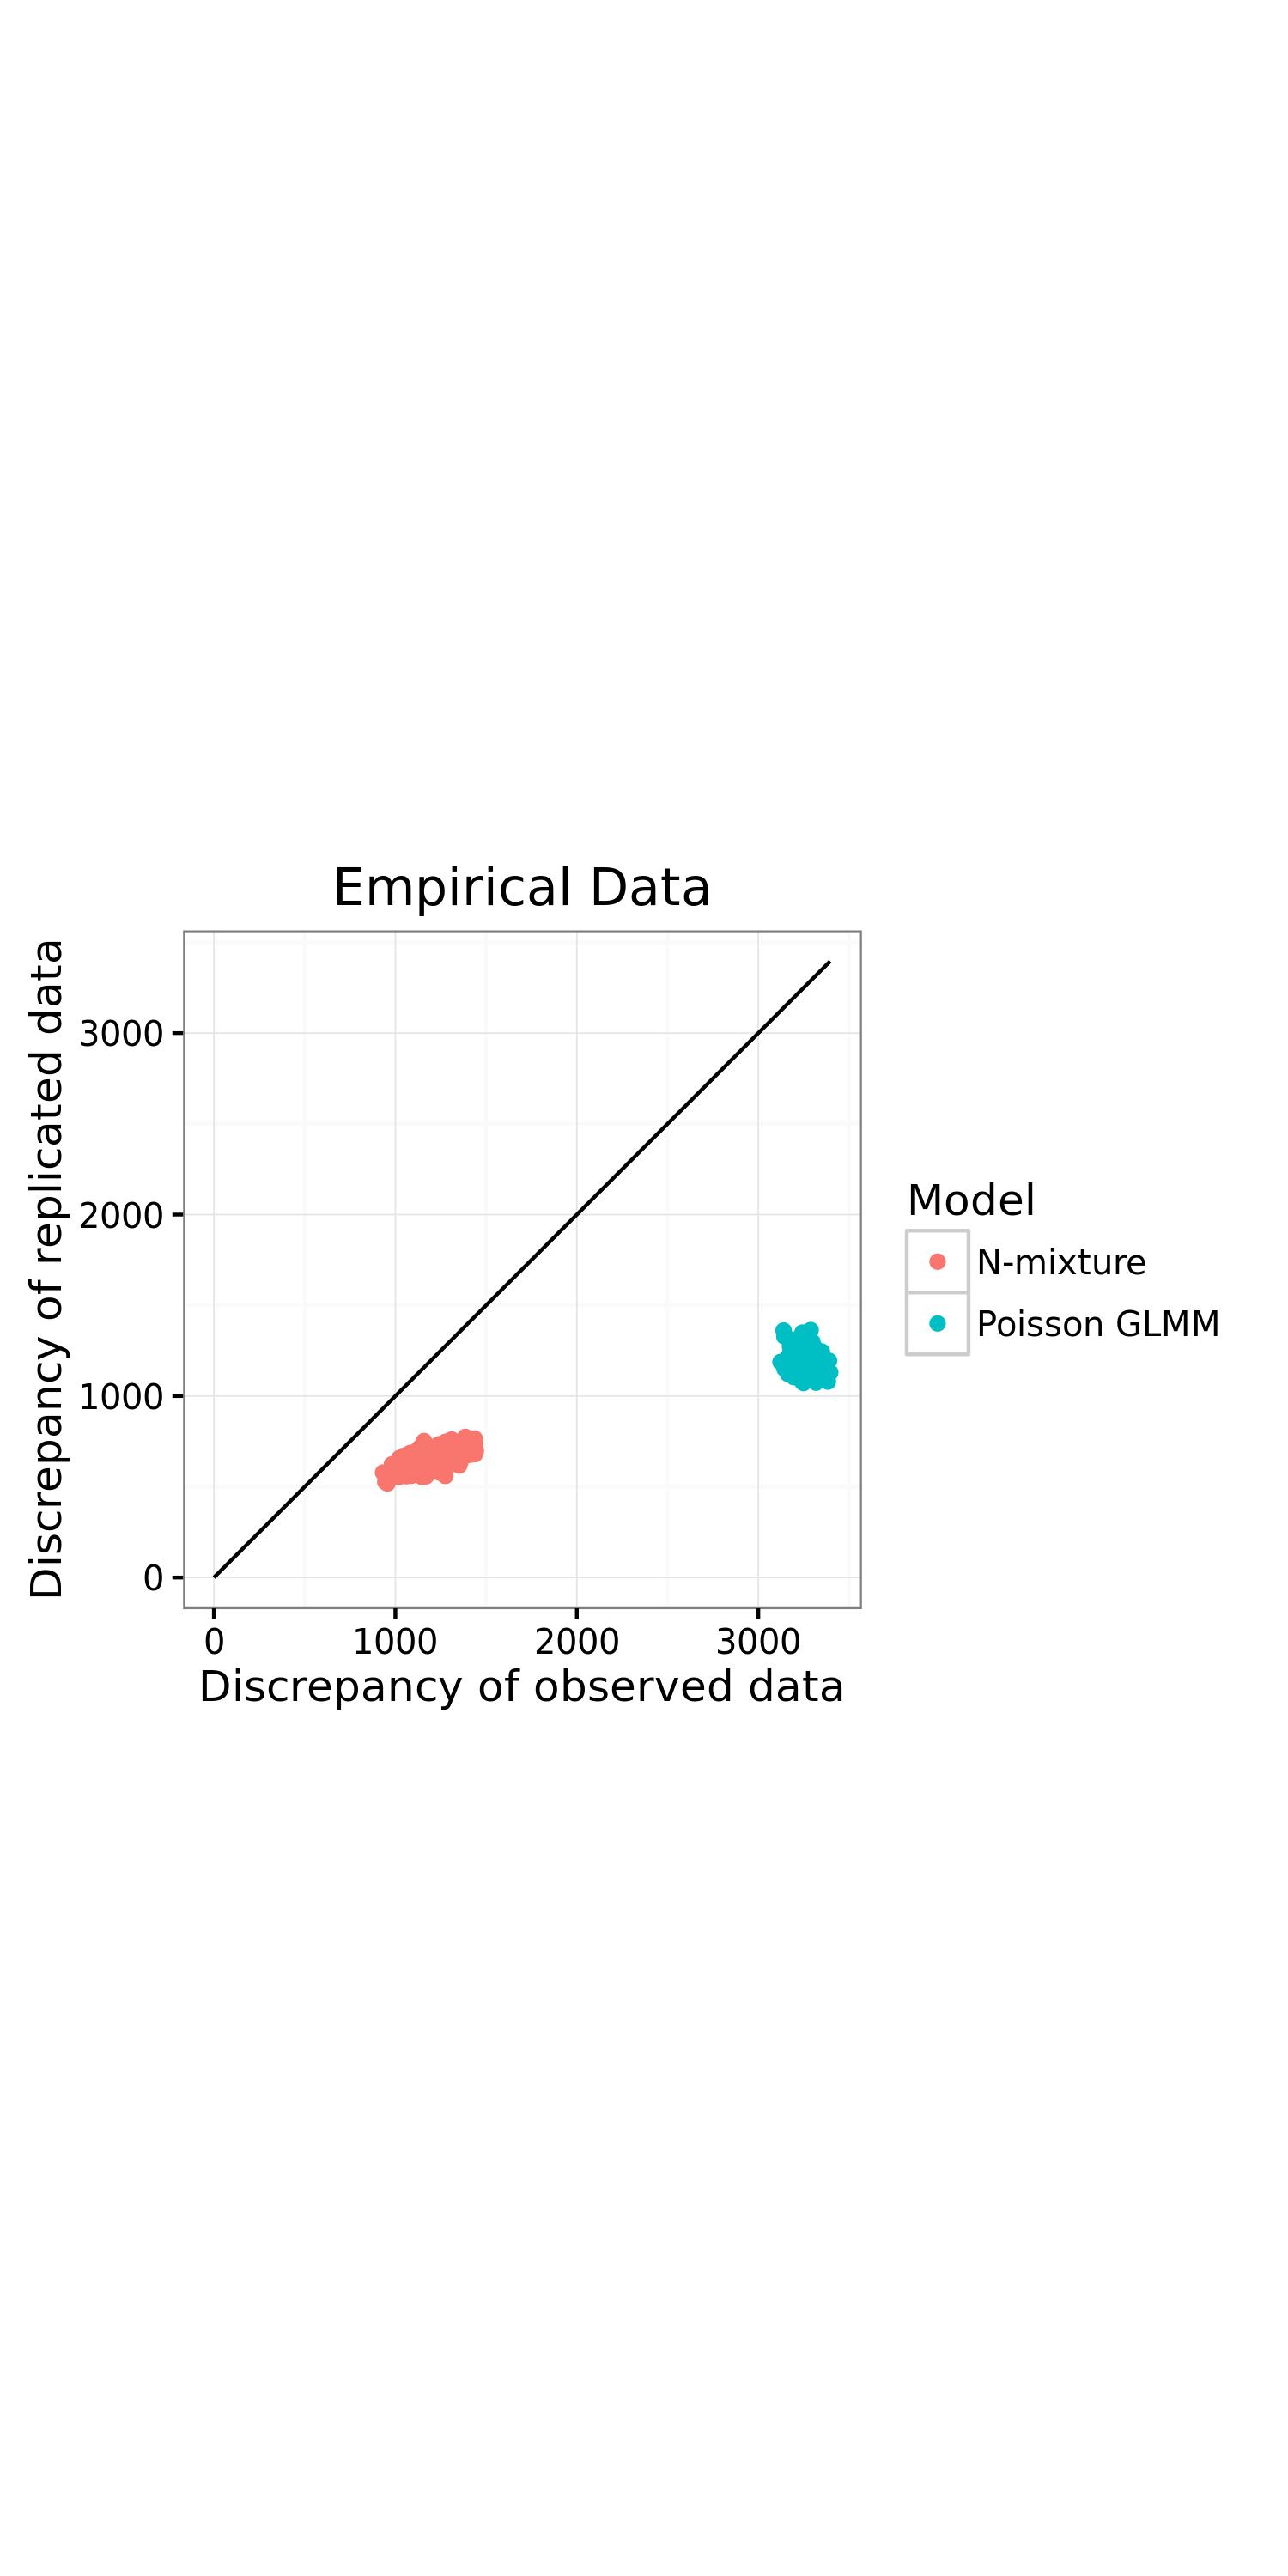 Empirical Data
Discrepancy of replicated data
3000
2000
1000
0
0 1000 2000 3000
Discrepancy of observed data
Model
N-mixture
Poisson GLMM